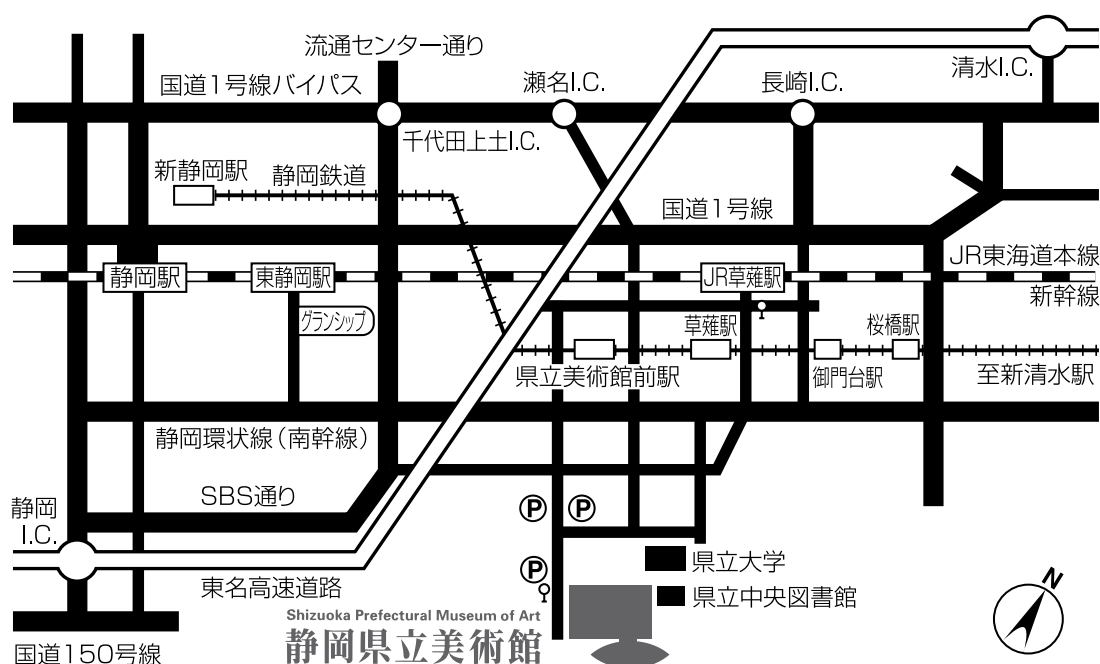 流通センター通り
清水I.C.
国道1号線バイパス
瀬名I.C.
長崎I.C.
千代田上土I.C.
新静岡駅
静岡鉄道
国道1号線
JR東海道本線
静岡駅
東静岡駅
JR草薙駅
新幹線
グランシップ
草薙駅
桜橋駅
県立美術館前駅
御門台駅
至新清水駅
静岡環状線(南幹線)
SBS通り
静岡
I.C.
P
P
県立大学
P
東名高速道路
県立中央図書館
N
Shizuoka Prefectural Museum of Art
静岡県立美術館
国道150号線